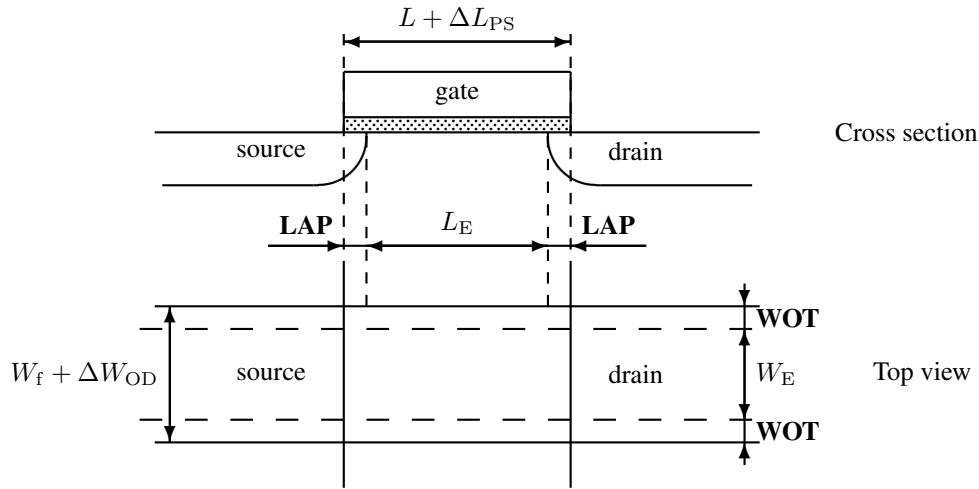 L + ΔL_PS
gate
source drain
Cross section
LAP L_E LAP
WOT
W_f + ΔW_OD source drain W_E Top view
WOT